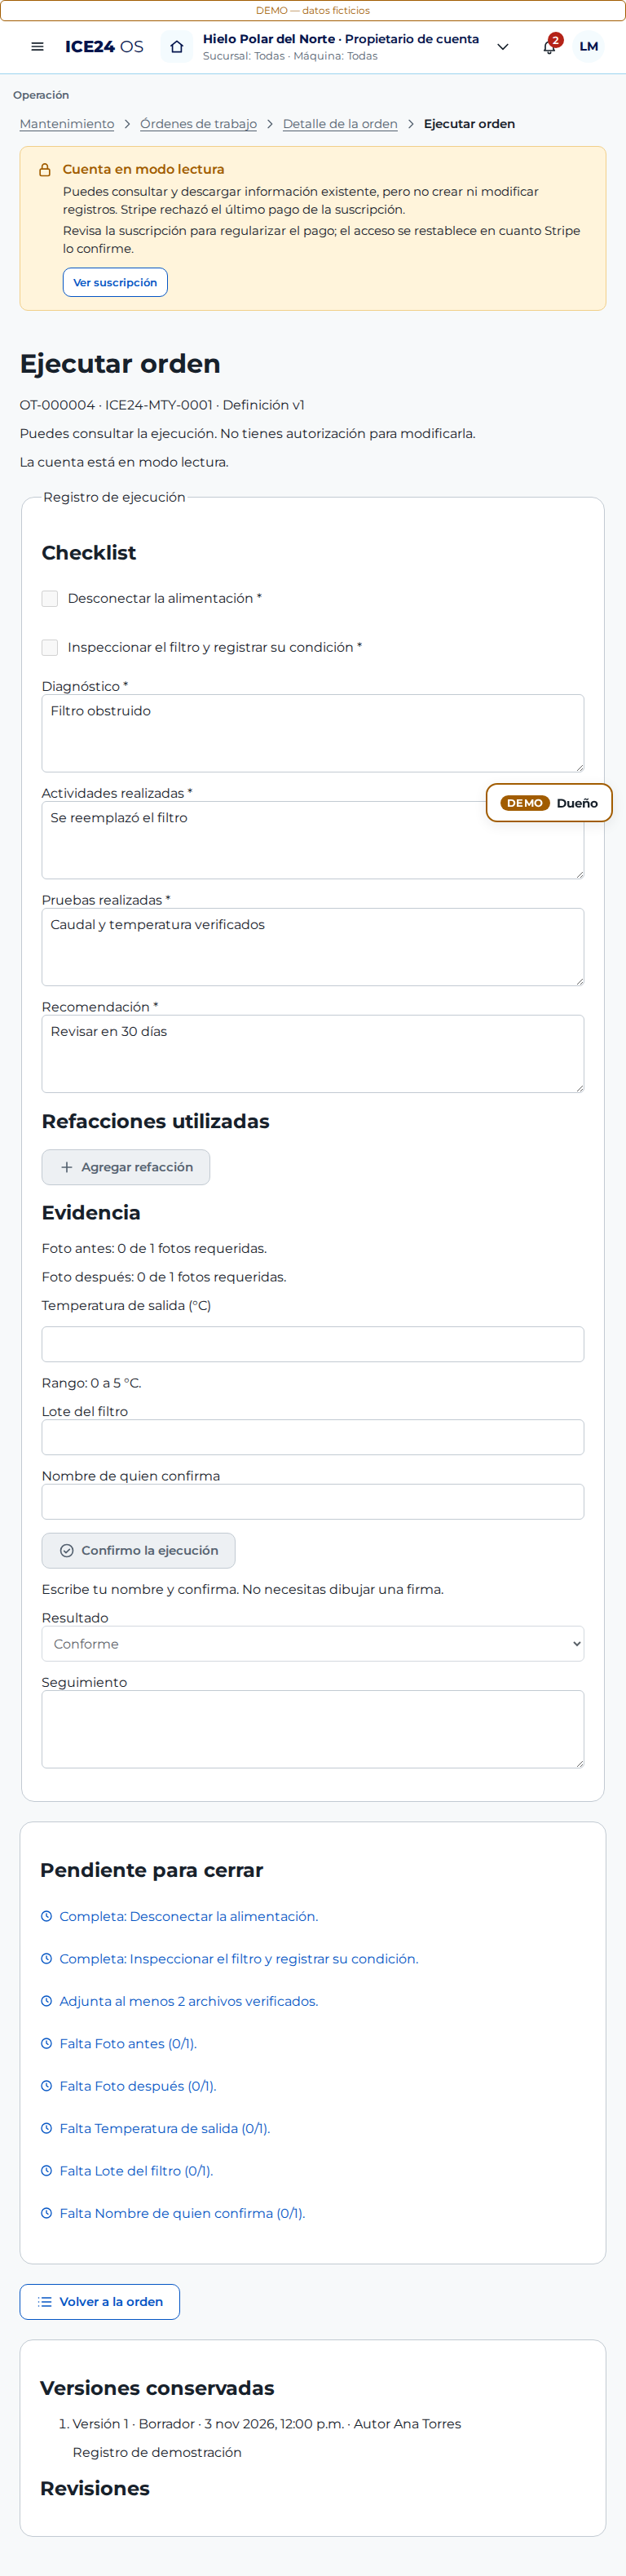 DEMO — datos ficticios
ICE24 OS
Hielo Polar del Norte · Propietario de cuenta
Sucursal: Todas · Máquina: Todas
2
LM
Operación
Mantenimiento > Órdenes de trabajo > Detalle de la orden > Ejecutar orden
Cuenta en modo lectura
Puedes consultar y descargar información existente, pero no crear ni modificar
registros. Stripe rechazó el último pago de la suscripción.
Revisa la suscripción para regularizar el pago; el acceso se restablece en cuanto Stripe
lo confirme.
Ver suscripción
Ejecutar orden
OT-000004 · ICE24-MTY-0001 · Definición v1
Puedes consultar la ejecución. No tienes autorización para modificarla.
La cuenta está en modo lectura.
Registro de ejecución
Checklist
Desconectar la alimentación *
Inspeccionar el filtro y registrar su condición *
Diagnóstico *
Filtro obstruido
Actividades realizadas *
DEMO Dueño
Se reemplazó el filtro
Pruebas realizadas *
Caudal y temperatura verificados
Recomendación *
Revisar en 30 días
Refacciones utilizadas
Agregar refacción
Evidencia
Foto antes: 0 de 1 fotos requeridas.
Foto después: 0 de 1 fotos requeridas.
Temperatura de salida (°C)
Rango: 0 a 5 °C.
Lote del filtro
Nombre de quien confirma
Confirmo la ejecución
Escribe tu nombre y confirma. No necesitas dibujar una firma.
Resultado
Conforme
Seguimiento
Pendiente para cerrar
Completa: Desconectar la alimentación.
Completa: Inspeccionar el filtro y registrar su condición.
Adjunta al menos 2 archivos verificados.
Falta Foto antes (0/1).
Falta Foto después (0/1).
Falta Temperatura de salida (0/1).
Falta Lote del filtro (0/1).
Falta Nombre de quien confirma (0/1).
Volver a la orden
Versiones conservadas
1. Versión 1 · Borrador · 3 nov 2026, 12:00 p.m. · Autor Ana Torres
Registro de demostración
Revisiones